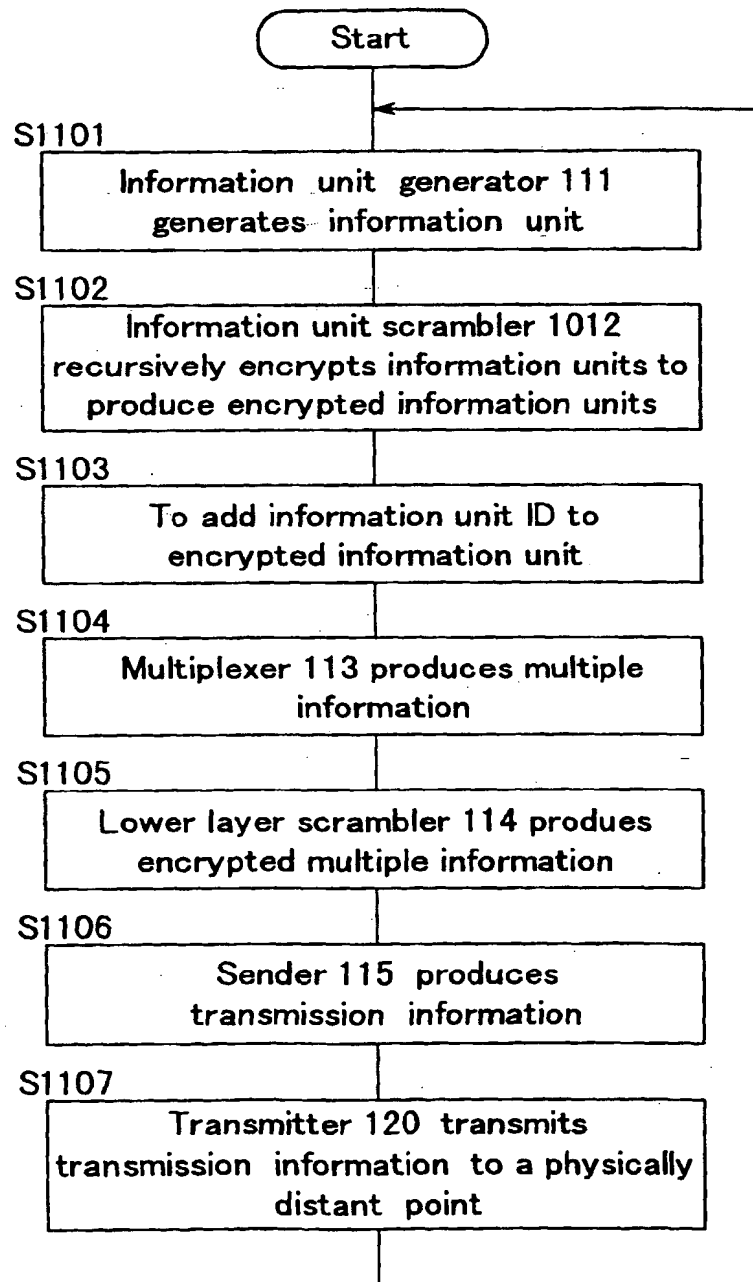 Start
S1101
Information unit generator 111
generates information unit
S1102
Information unit scrambler 1012
recursively encrypts information units to
produce encrypted information units
S1103
To add information unit ID to
encrypted information unit
S1104
Multiplexer 113 produces multiple
information
S1105
Lower layer scrambler 114 produes
encrypted multiple information
S1106
Sender 115 produces
transmission information
S1107
Transmitter 120 transmits
transmission information to a physically
distant point